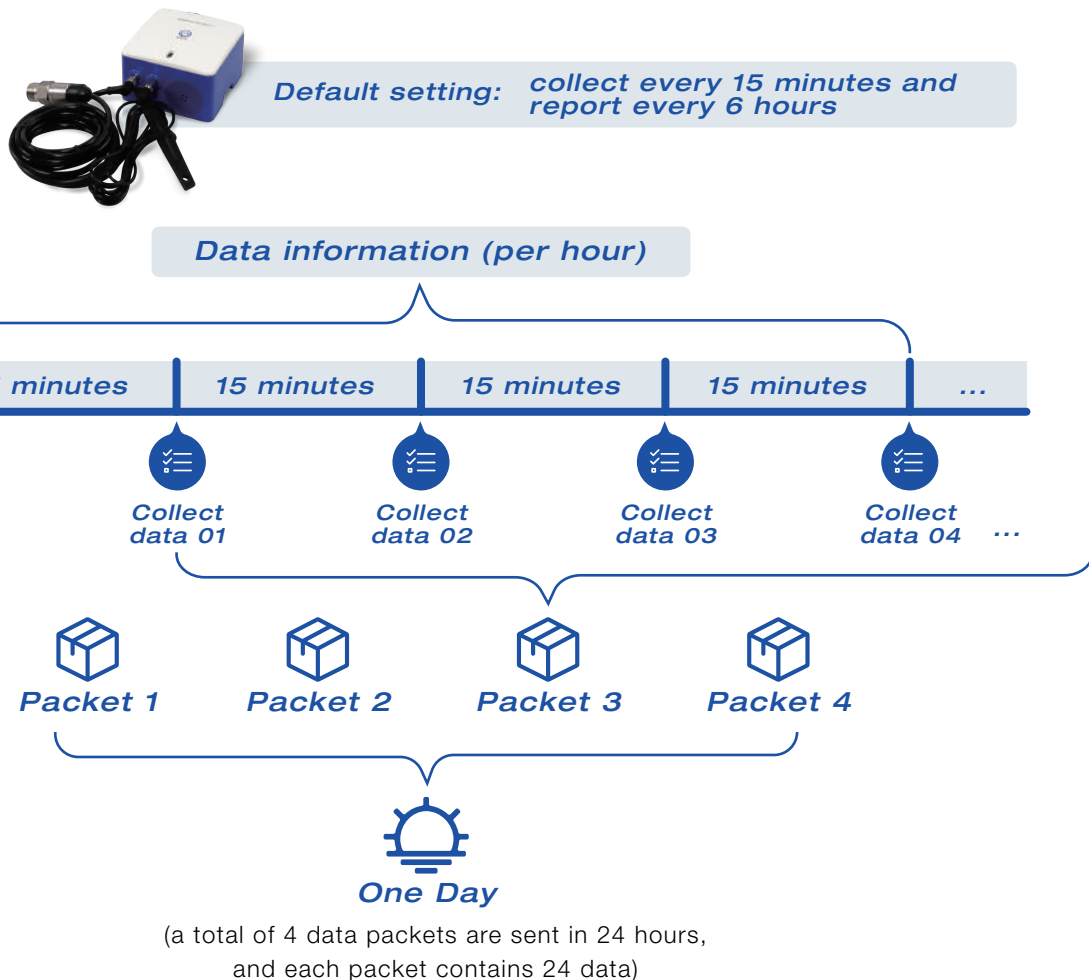 Default setting: collect every 15 minutes and
report every 6 hours
Data information (per hour)
minutes 15 minutes 15 minutes 15 minutes ...
Collect
data 01
Collect
data 02
Collect
data 03
Collect
data 04 ...
Packet 1 Packet 2 Packet 3 Packet 4
One Day
(a total of 4 data packets are sent in 24 hours,
and each packet contains 24 data)